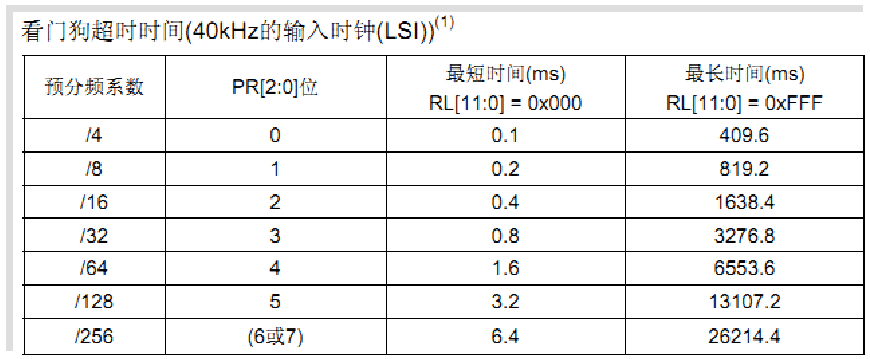 看门狗超时时间(40kHz的输入时钟(LSI))(1)
预分频系数 PR[2:0]位 最短时间(ms) RL[11:0] = 0x000 最长时间(ms) RL[11:0] = 0xFFF
/4 0 0.1 409.6
/8 1 0.2 819.2
/16 2 0.4 1638.4
/32 3 0.8 3276.8
/64 4 1.6 6553.6
/128 5 3.2 13107.2
/256 (6或7) 6.4 26214.4